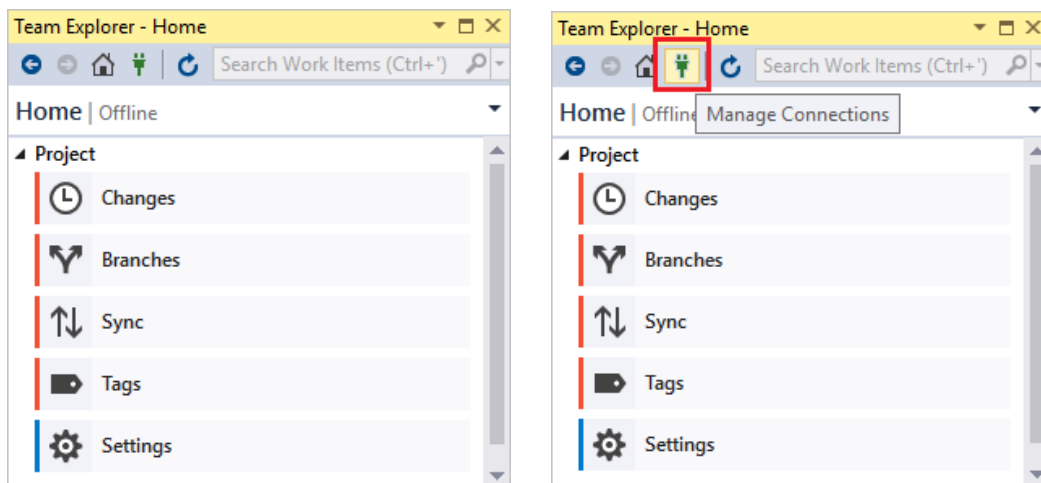 Team Explorer - Home
Search Work Items (Ctrl+')
Home | Offline
Project
Changes
Branches
Sync
Tags
Settings
Team Explorer - Home
Search Work Items (Ctrl+')
Home | Offline
Manage Connections
Project
Changes
Branches
Sync
Tags
Settings